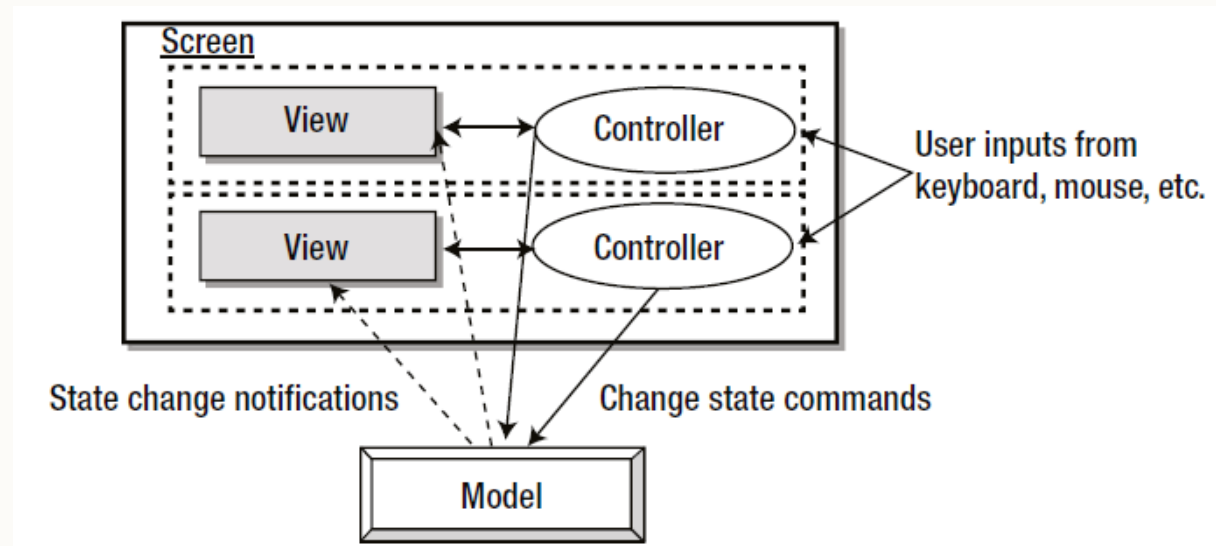 Screen
View
Controller
User inputs from
keyboard, mouse, etc.
View
Controller
State change notifications
Change state commands
Model